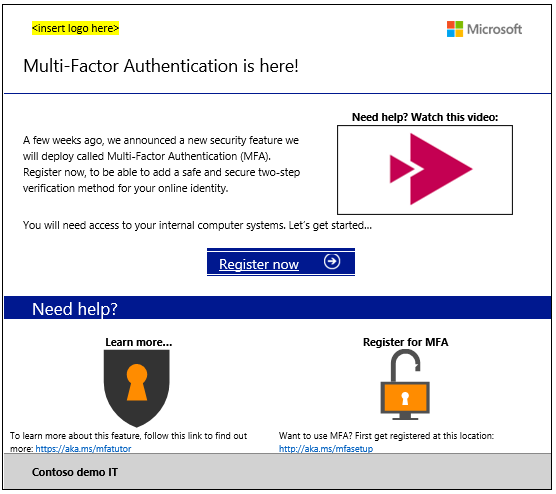 <insert logo here>
Microsoft
Multi-Factor Authentication is here!
Need help? Watch this video:
A few weeks ago, we announced a new security feature we
will deploy called Multi-Factor Authentication (MFA).
Register now, to be able to add a safe and secure two-step
verification method for your online identity.
You will need access to your internal computer systems. Let's get started...
Register now
Need help?
Learn more...
To learn more about this feature, follow this link to find out
more: https://aka.ms/mfatutor
Register for MFA
Want to use MFA? First get registered at this location:
http://aka.ms/mfasetup
Contoso demo IT